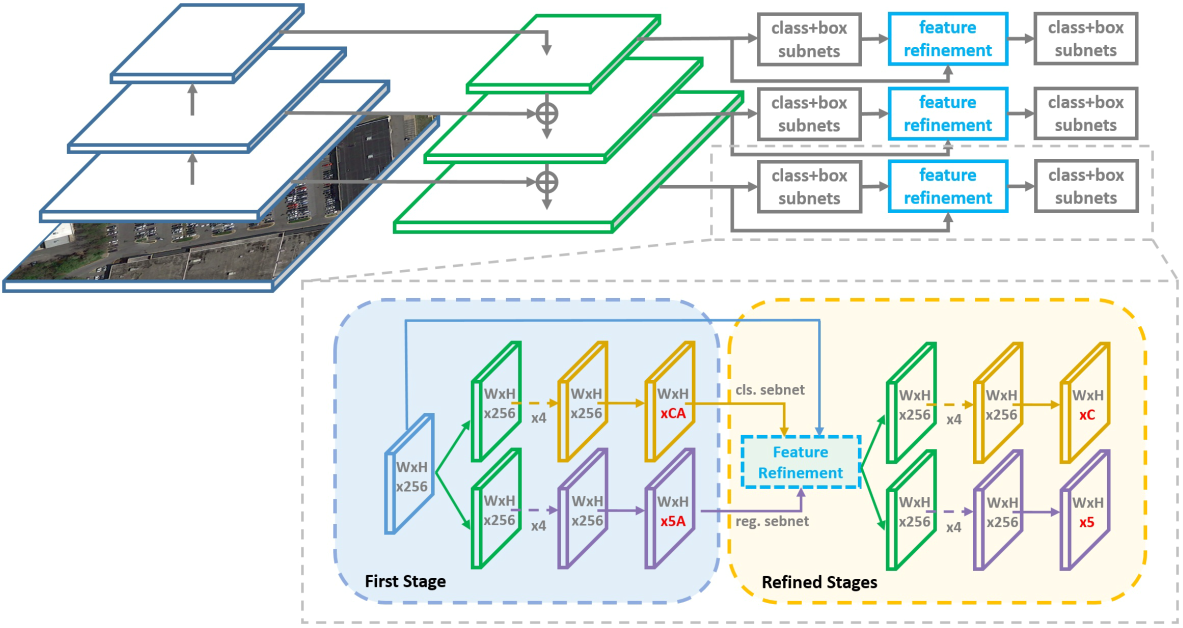 class+box
subnets
feature
refinement
class+box
subnets
class+box
subnets
feature
refinement
class+box
subnets
class+box
subnets
feature
refinement
class+box
subnets
WxH
x256
WxH
x256
x4
WxH
x256
WxH
xCA
WxH
x256
x4
WxH
x256
WxH
x5A
First Stage
cls. sebnet
Feature
Refinement
reg. sebnet
WxH
x256
x4
WxH
x256
WxH
xC
WxH
x256
x4
WxH
x256
WxH
x5
Refined Stages